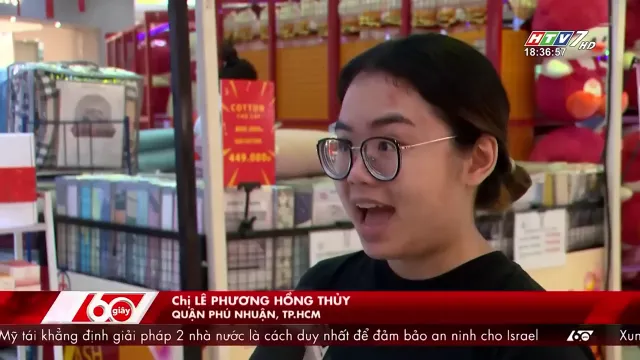 HTV7 HD
18:36:57
COTTON
449.000Đ
60 giây
Chị LÊ PHƯƠNG HỒNG THỦY
QUẬN PHÚ NHUẬN, TP.HCM
Mỹ tái khẳng định giải pháp 2 nhà nước là cách duy nhất để đảm bảo an ninh cho Israel
60
Xun